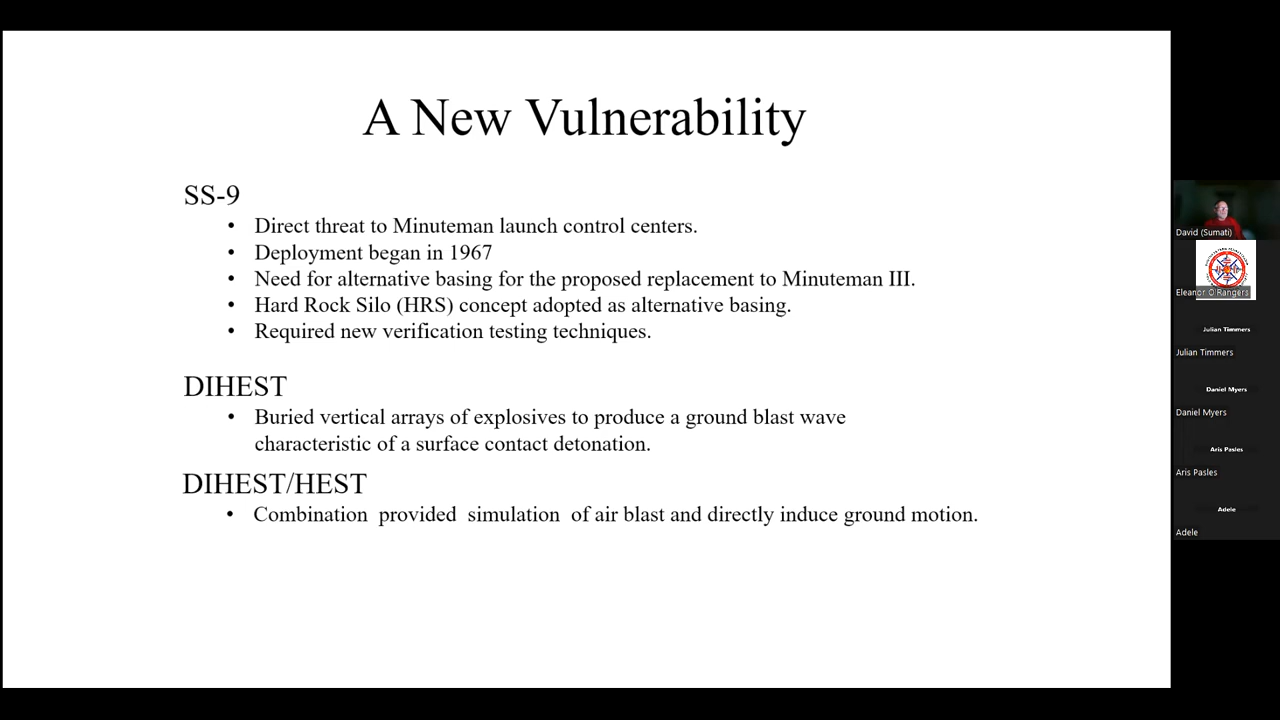 A New Vulnerability
SS-9
• Direct threat to Minuteman launch control centers.
• Deployment began in 1967
• Need for alternative basing for the proposed replacement to Minuteman III.
• Hard Rock Silo (HRS) concept adopted as alternative basing.
• Required new verification testing techniques.
DIHEST
• Buried vertical arrays of explosives to produce a ground blast wave
characteristic of a surface contact detonation.
DIHEST/HEST
• Combination provided simulation of air blast and directly induce ground motion.
David (Sumati)
Eleanor O'Rangers
Julian Timmers
Julian Timmers
Daniel Myers
Daniel Myers
Aris Pasles
Aris Pasles
Adele
Adele